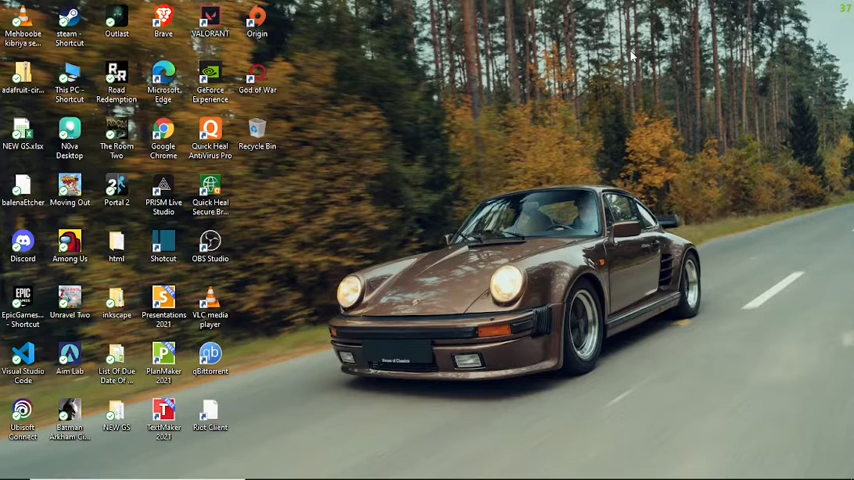 Mehboobe
kibriya se...
steam -
Shortcut
Outlast
Brave
VALORANT
Origin
adafruit-cir...
This PC -
Shortcut
Road
Redemption
Microsoft
Edge
GeForce
Experience
God of War
NEW GS.xlsx
N0va
Desktop
The Room
Two
Google
Chrome
Quick Heal
AntiVirus Pro
Recycle Bin
balenaEtcher
Moving Out
Portal 2
PRISM Live
Studio
Quick Heal
Secure Br...
Discord
Among Us
html
Shotcut
OBS Studio
EpicGames...
- Shortcut
Unravel Two
inkscape
Presentations
2021
VLC media
player
Visual Studio
Code
Aim Lab
List Of Due
Date Of ...
PlanMaker
2021
qBittorrent
Ubisoft
Connect
Batman
Arkham Ci...
NEW GS
TextMaker
2021
Riot Client
37
House of Classics